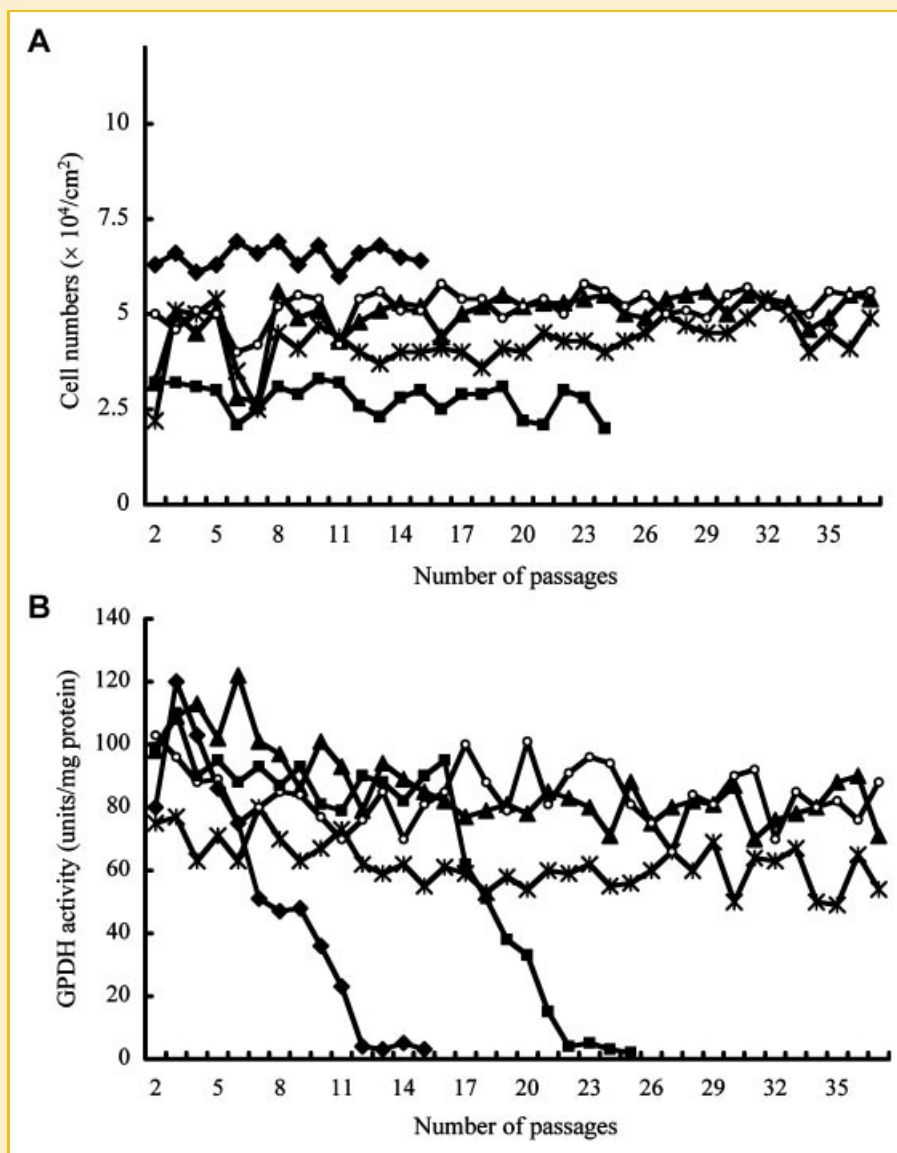 A
Cell numbers (× 10⁴/cm²)
10
7.5
5
2.5
0
2 5 8 11 14 17 20 23 26 29 32 35
Number of passages
B
GPDH activity (units/mg protein)
140
120
100
80
60
40
20
0
2 5 8 11 14 17 20 23 26 29 32 35
Number of passages